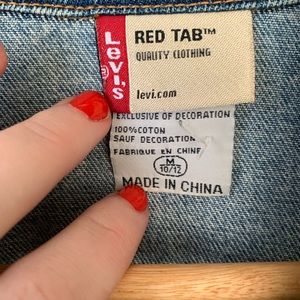 Levi's
®
RED TAB™
QUALITY CLOTHING
levi.com
EXCLUSIVE OF DECORATION
100%COTON
SAUF DECORATION
FABRIQUE EN CHINE
M
10/12
MADE IN CHINA